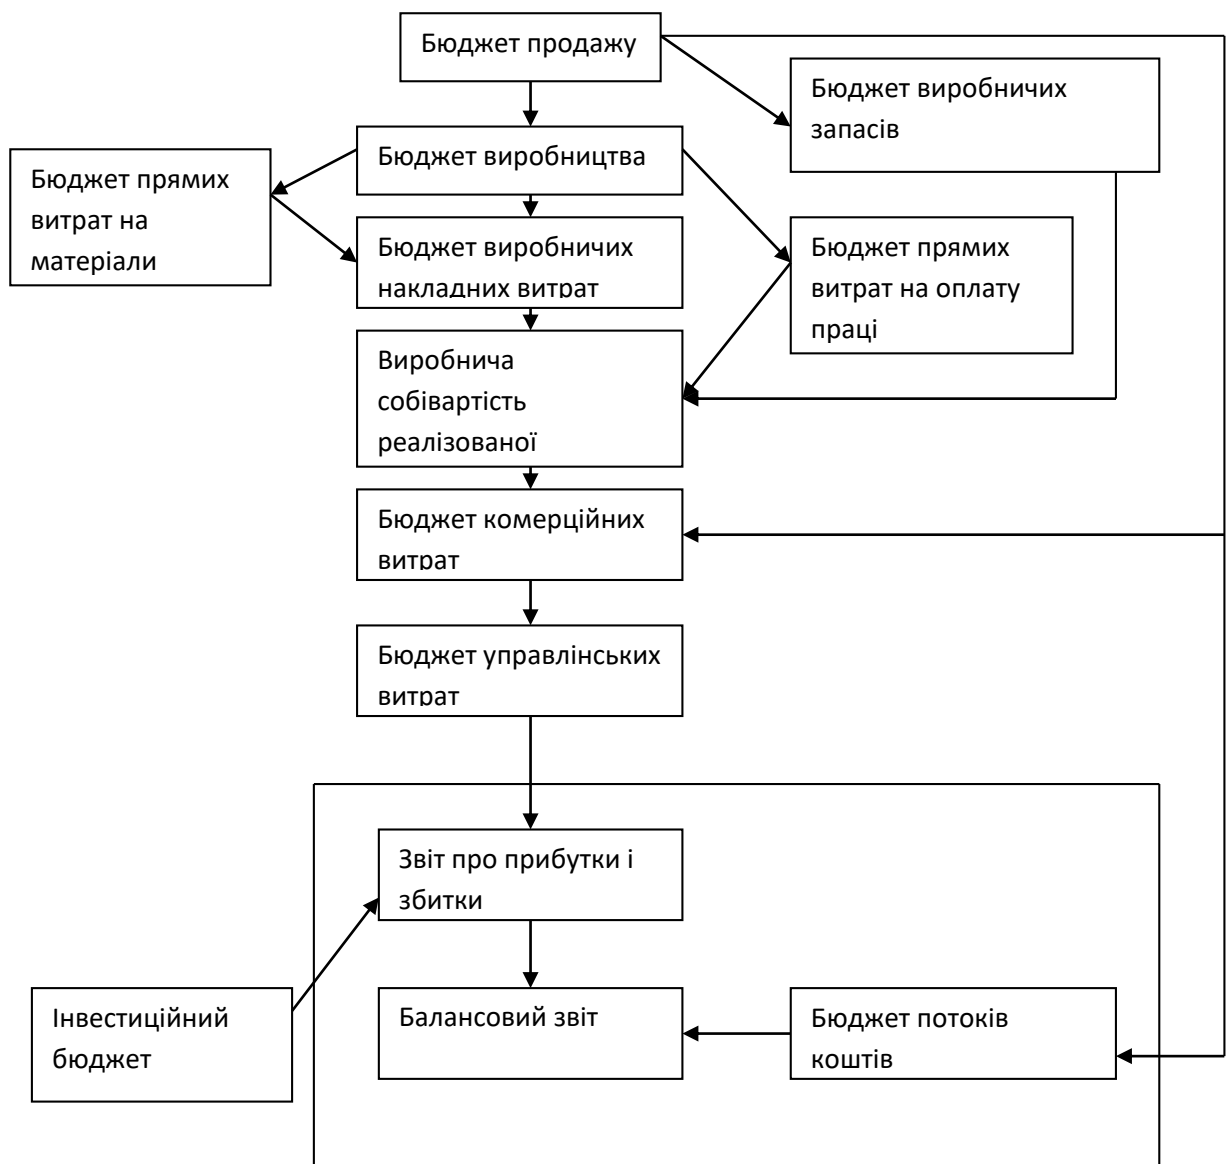 Бюджет продажу
Бюджет виробничих
запасів
Бюджет виробництва
Бюджет прямих
витрат на
матеріали
Бюджет виробничих
накладних витрат
Бюджет прямих
витрат на оплату
праці
Виробнича
собівартість
реалізованої
Бюджет комерційних
витрат
Бюджет управлінських
витрат
Звіт про прибутки і
збитки
Інвестиційний
бюджет
Балансовий звіт
Бюджет потоків
коштів